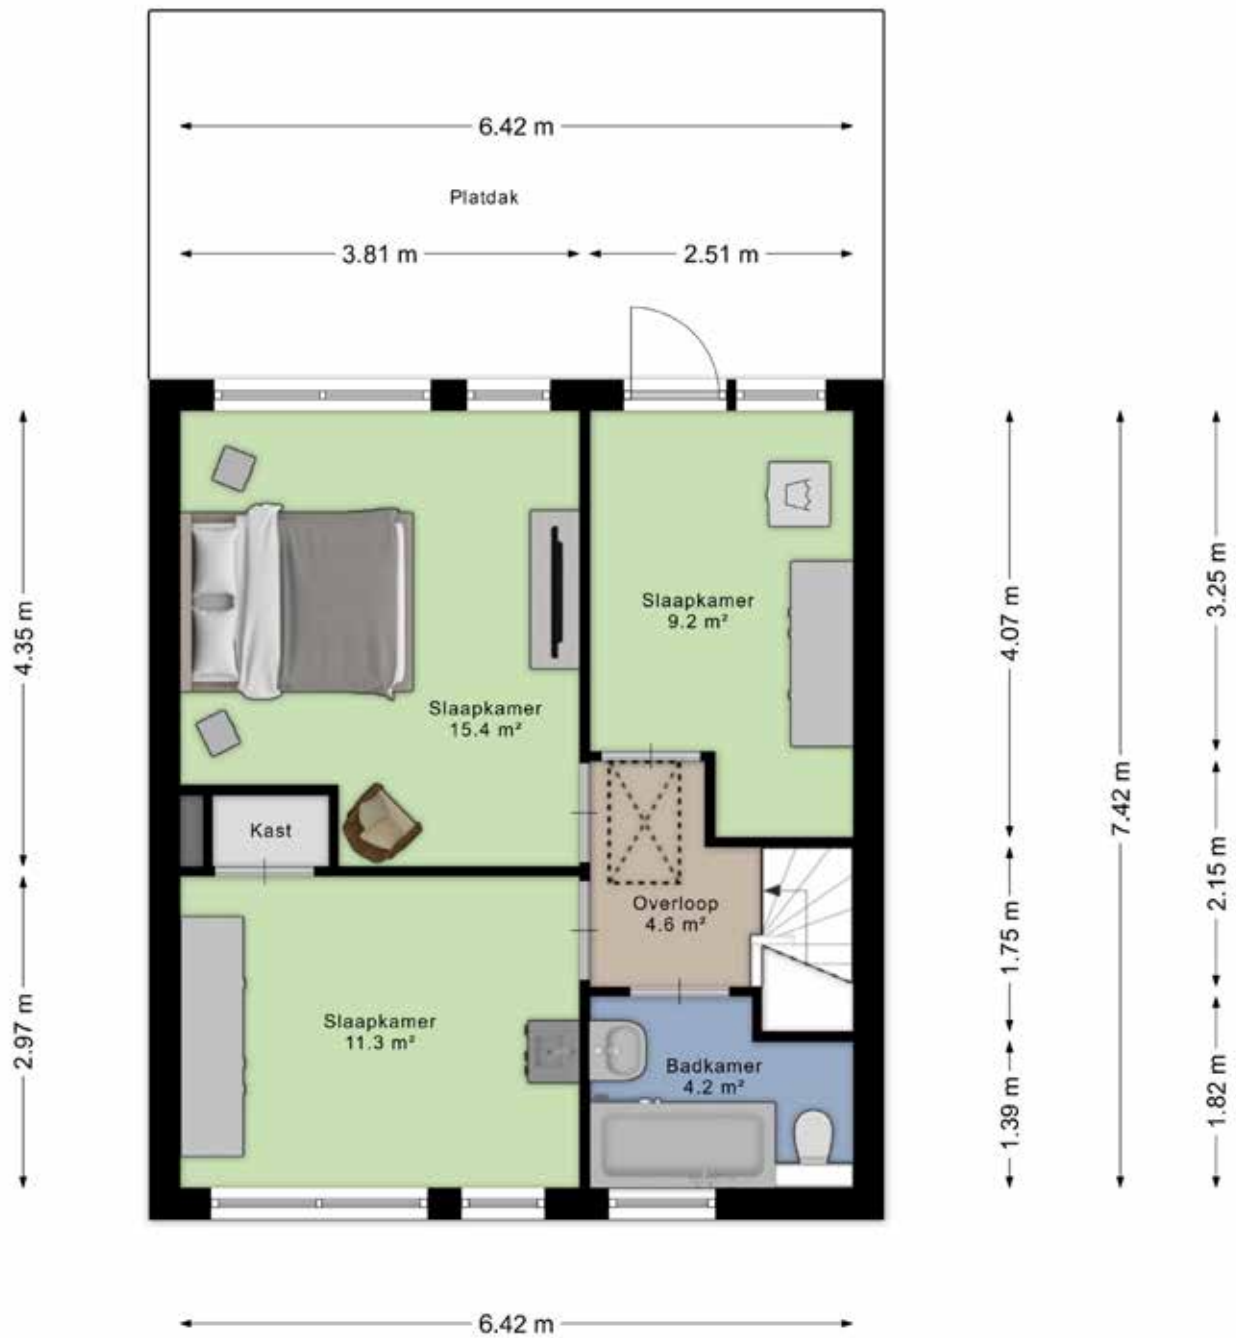 6.42 m
Platdak
3.81 m
2.51 m
Slaapkamer
9.2 m²
Slaapkamer
15.4 m²
Kast
Overloop
4.6 m²
Slaapkamer
11.3 m²
Badkamer
4.2 m²
4.35 m
2.97 m
4.07 m
1.75 m
1.39 m
7.42 m
3.25 m
2.15 m
1.82 m
6.42 m